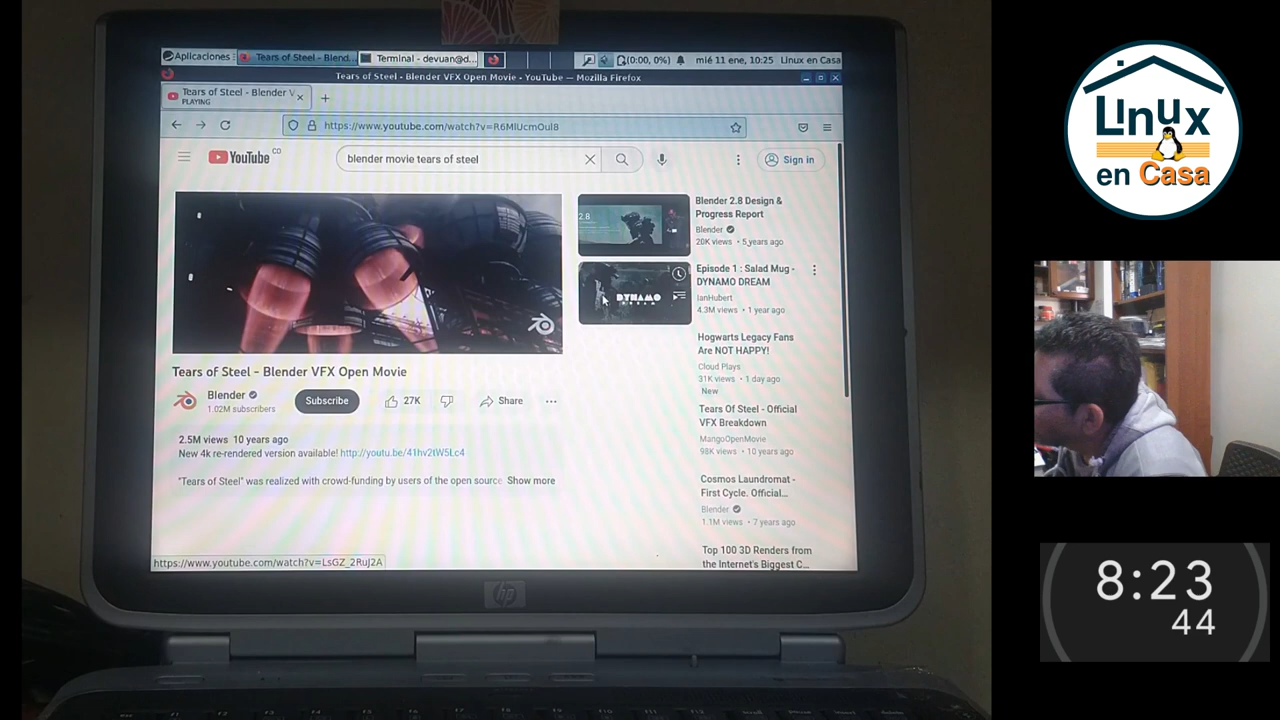 Aplicaciones
Tears of Steel - Blend...
Terminal - devuan@d...
(0:00, 0%)
mié 11 ene, 10:25
Linux en Casa
Tears of Steel - Blender VFX Open Movie - YouTube — Mozilla Firefox
Tears of Steel - Blender V
PLAYING
https://www.youtube.com/watch?v=R6MlUcmOul8
YouTube CO
blender movie tears of steel
Sign in
2.8
DYNAMO
DREAM
Blender 2.8 Design &
Progress Report
Blender
20K views • 5 years ago
Episode 1 : Salad Mug -
DYNAMO DREAM
IanHubert
4.3M views • 1 year ago
Hogwarts Legacy Fans
Are NOT HAPPY!
Cloud Plays
31K views • 1 day ago
New
Tears Of Steel - Official
VFX Breakdown
MangoOpenMovie
98K views • 10 years ago
Cosmos Laundromat -
First Cycle. Official...
Blender
1.1M views • 7 years ago
Top 100 3D Renders from
the Internet's Biggest C...
Tears of Steel - Blender VFX Open Movie
Blender
1.02M subscribers
Subscribe
27K
Share
2.5M views 10 years ago
New 4k re-rendered version available! http://youtu.be/41hv2tW5Lc4
"Tears of Steel" was realized with crowd-funding by users of the open source Show more
https://www.youtube.com/watch?v=LsGZ_2RuJ2A
hp
Linux
en Casa
8:23
44